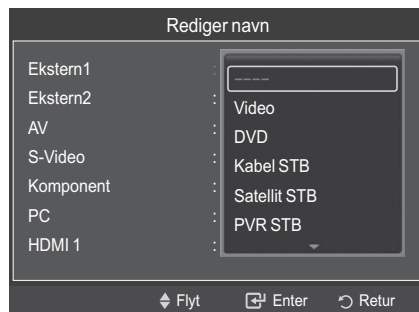 Rediger navn
Ekstern1 :
Ekstern2 :
AV :
S-Video :
Komponent :
PC :
HDMI 1 :
----
Video
DVD
Kabel STB
Satellit STB
PVR STB
Flyt Enter Retur